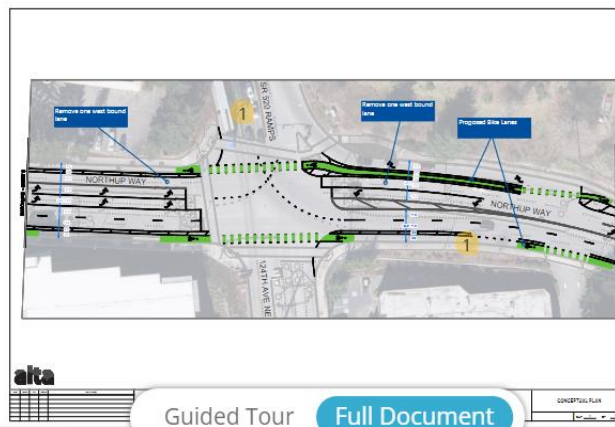 SR 520 RAMPS
1
Remove one west bound
lane
Remove one west bound
lane
Proposed Bike Lanes
NORTHUP WAY
NORTHUP WAY
1
124TH AVE NE
alta
CONCEPTUAL PLAN
Guided Tour
Full Document